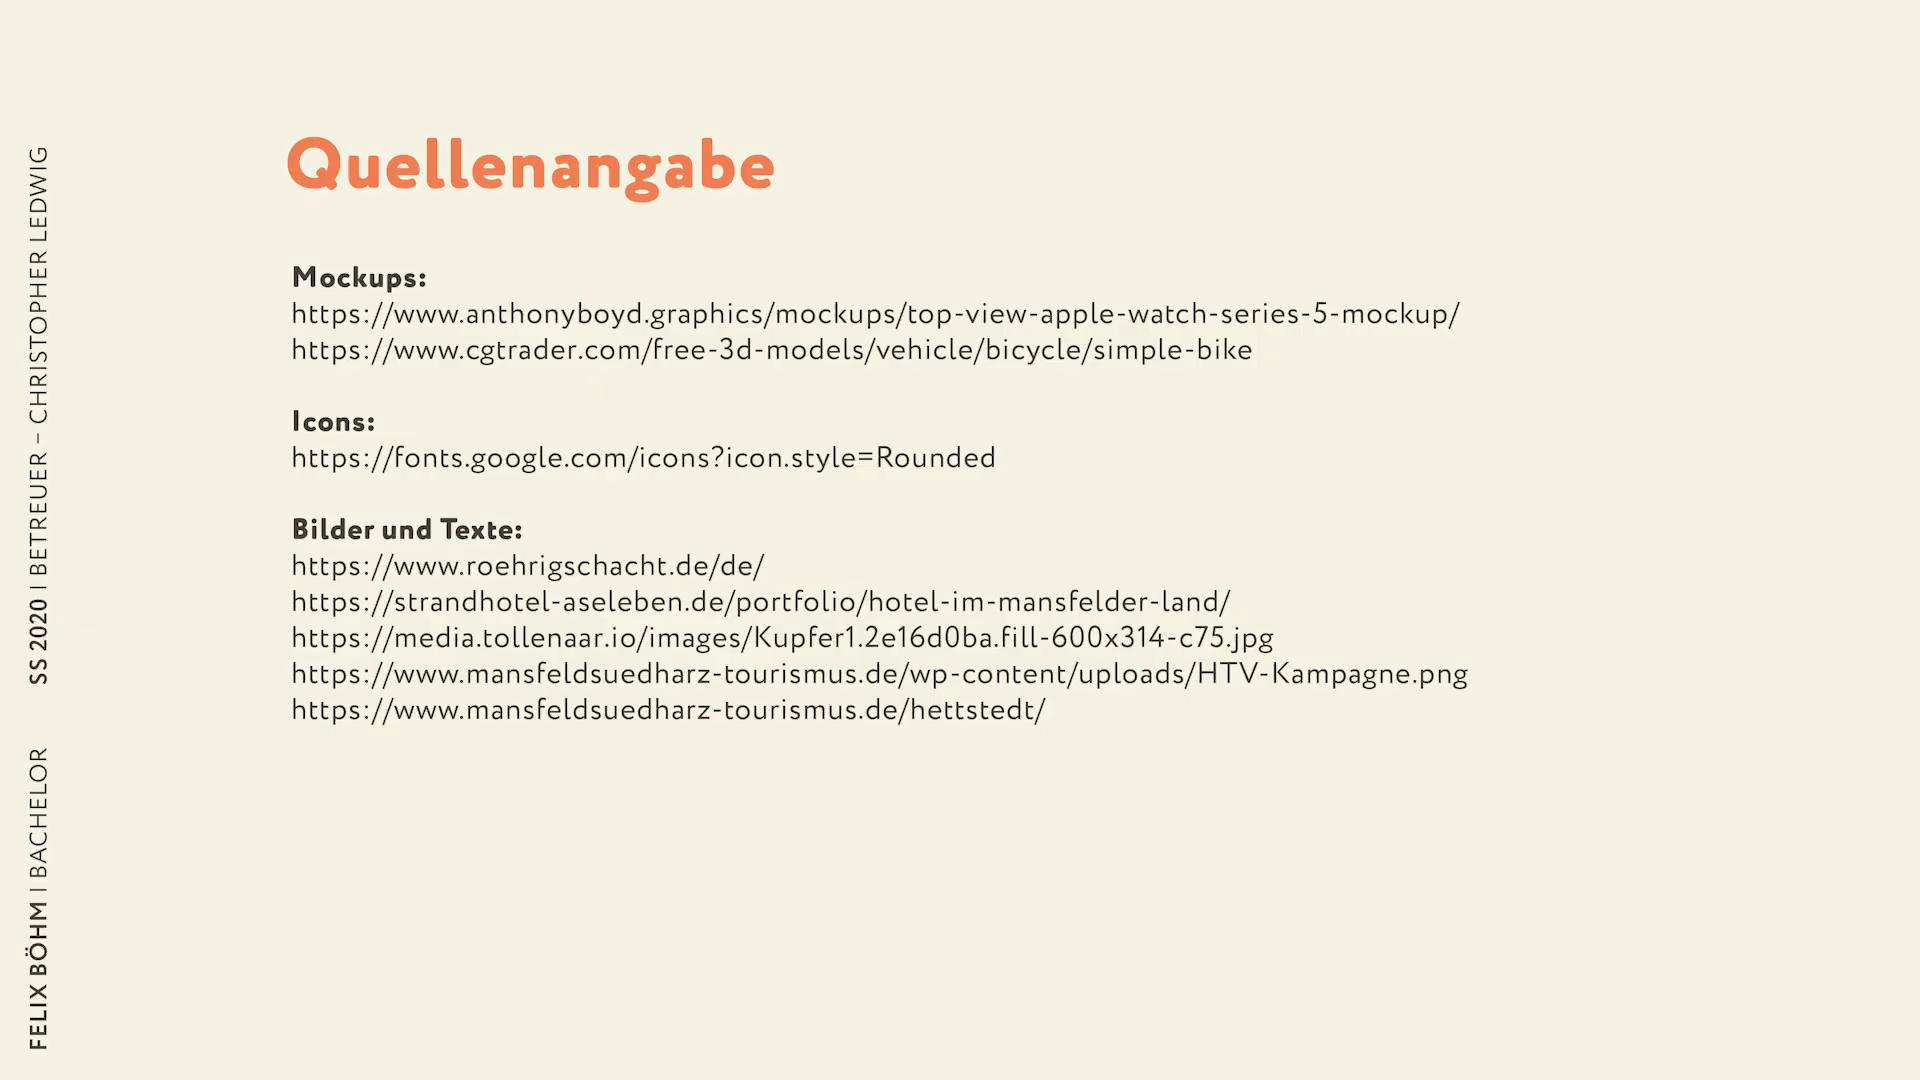 Quellenangabe
Mockups:
https://www.anthonyboyd.graphics/mockups/top-view-apple-watch-series-5-mockup/
https://www.cgtrader.com/free-3d-models/vehicle/bicycle/simple-bike
Icons:
https://fonts.google.com/icons?icon.style=Rounded
Bilder und Texte:
https://www.roehrigschacht.de/de/
https://strandhotel-aseleben.de/portfolio/hotel-im-mansfelder-land/
https://media.tollenaar.io/images/Kupfer1.2e16d0ba.fill-600x314-c75.jpg
https://www.mansfeldsuedharz-tourismus.de/wp-content/uploads/HTV-Kampagne.png
https://www.mansfeldsuedharz-tourismus.de/hettstedt/
FELIX BÖHM | BACHELOR SS 2020 | BETREUER – CHRISTOPHER LEDWIG